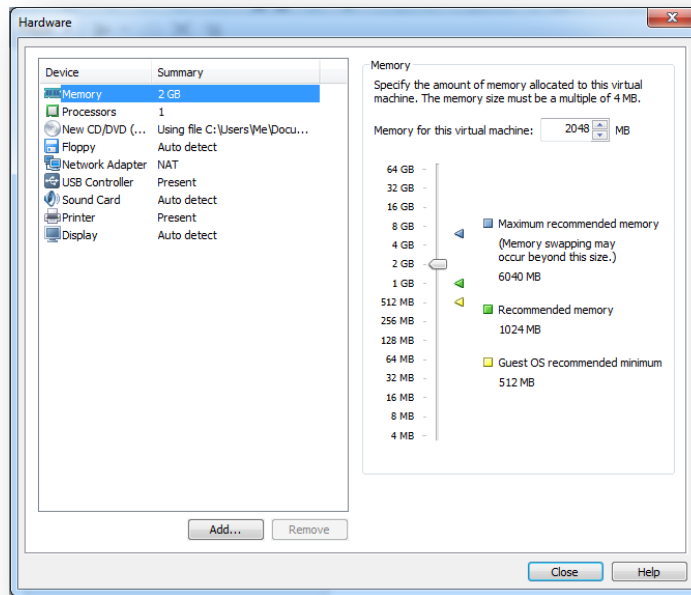 Hardware
Device Summary
Memory 2 GB
Processors 1
New CD/DVD (... Using file C:\Users\Me\Docu...
Floppy Auto detect
Network Adapter NAT
USB Controller Present
Sound Card Auto detect
Printer Present
Display Auto detect
Add... Remove
Memory
Specify the amount of memory allocated to this virtual
machine. The memory size must be a multiple of 4 MB.
Memory for this virtual machine: 2048 MB
64 GB
32 GB
16 GB
8 GB
4 GB
2 GB
1 GB
512 MB
256 MB
128 MB
64 MB
32 MB
16 MB
8 MB
4 MB
Maximum recommended memory
(Memory swapping may
occur beyond this size.)
6040 MB
Recommended memory
1024 MB
Guest OS recommended minimum
512 MB
Close Help